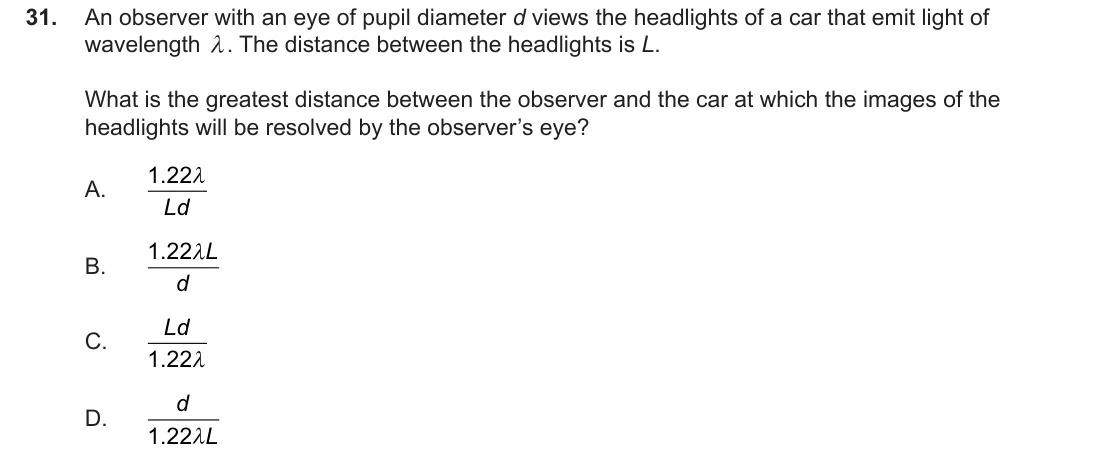 31. An observer with an eye of pupil diameter d views the headlights of a car that emit light of
wavelength λ. The distance between the headlights is L.
What is the greatest distance between the observer and the car at which the images of the
headlights will be resolved by the observer’s eye?
A. 1.22λ
Ld
B. 1.22λL
d
C. Ld
1.22λ
D. d
1.22λL